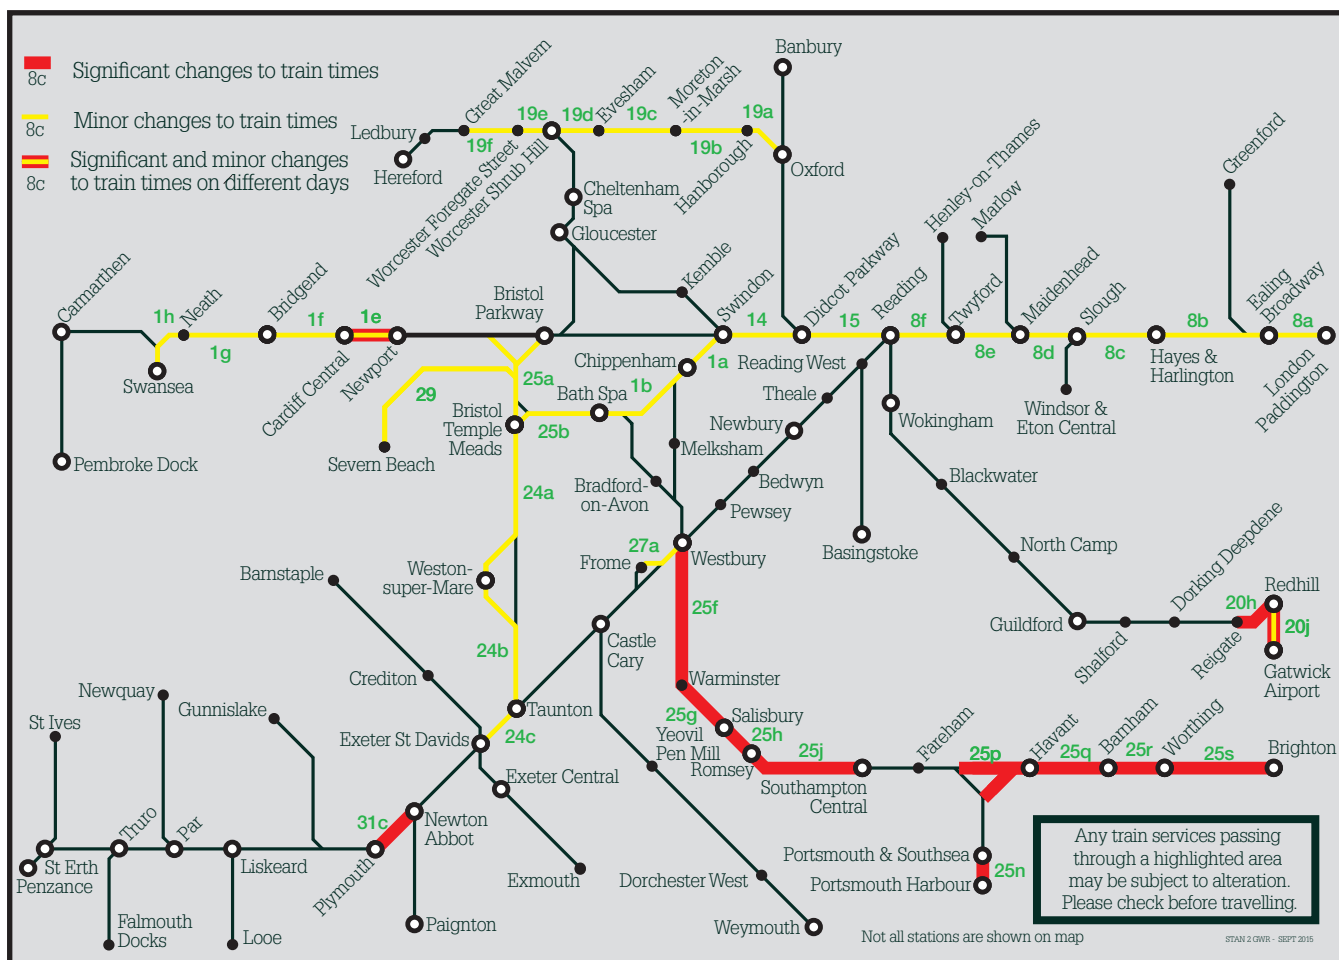 8c
Significant changes to train times
8c
Minor changes to train times
8c
Significant and minor changes
to train times on different days
Banbury
Great Malvern
Evesham
Moreton
-in-Marsh
19e
19d
19c
19a
19f
19b
Ledbury
Hereford
Worcester Foregate Street
Worcester Shrub Hill
Hanborough
Oxford
Cheltenham
Spa
Gloucester
Henley-on-Thames
Marlow
Greenford
Carmarthen
Neath
Bridgend
Bristol
Parkway
Kemble
Swindon
Didcot Parkway
Reading
Twyford
Maidenhead
Slough
Ealing
Broadway
1h
1g
1f
1e
14
15
8f
8e
8d
8c
8b
8a
Swansea
Cardiff Central
Newport
Chippenham
1a
Reading West
Hayes &
Harlington
London
Paddington
29
25a
Bath Spa
1b
Theale
Bristol
Temple
Meads
25b
Newbury
Wokingham
Windsor &
Eton Central
Pembroke Dock
Severn Beach
Melksham
Bedwyn
Blackwater
24a
Bradford-
on-Avon
Pewsey
27a
Frome
Westbury
Basingstoke
North Camp
Dorking Deepdene
Barnstaple
Weston-
super-Mare
Redhill
20h
20j
25f
Castle
Cary
Guildford
Shalford
Reigate
Gatwick
Airport
24b
Crediton
Newquay
Gunnislake
Warminster
St Ives
Taunton
25g
Salisbury
Exeter St Davids
24c
Yeovil
Pen Mill
25h
Romsey
25j
Fareham
25p
Havant
25q
Barnham
25r
Worthing
25s
Brighton
Exeter Central
Southampton
Central
31c
Newton
Abbot
Truro
Par
St Erth
Penzance
Liskeard
Plymouth
Exmouth
Dorchester West
Portsmouth & Southsea
25n
Portsmouth Harbour
Any train services passing
through a highlighted area
may be subject to alteration.
Please check before travelling.
Falmouth
Docks
Looe
Paignton
Weymouth
Not all stations are shown on map
STAN 2 GWR - SEPT 2015